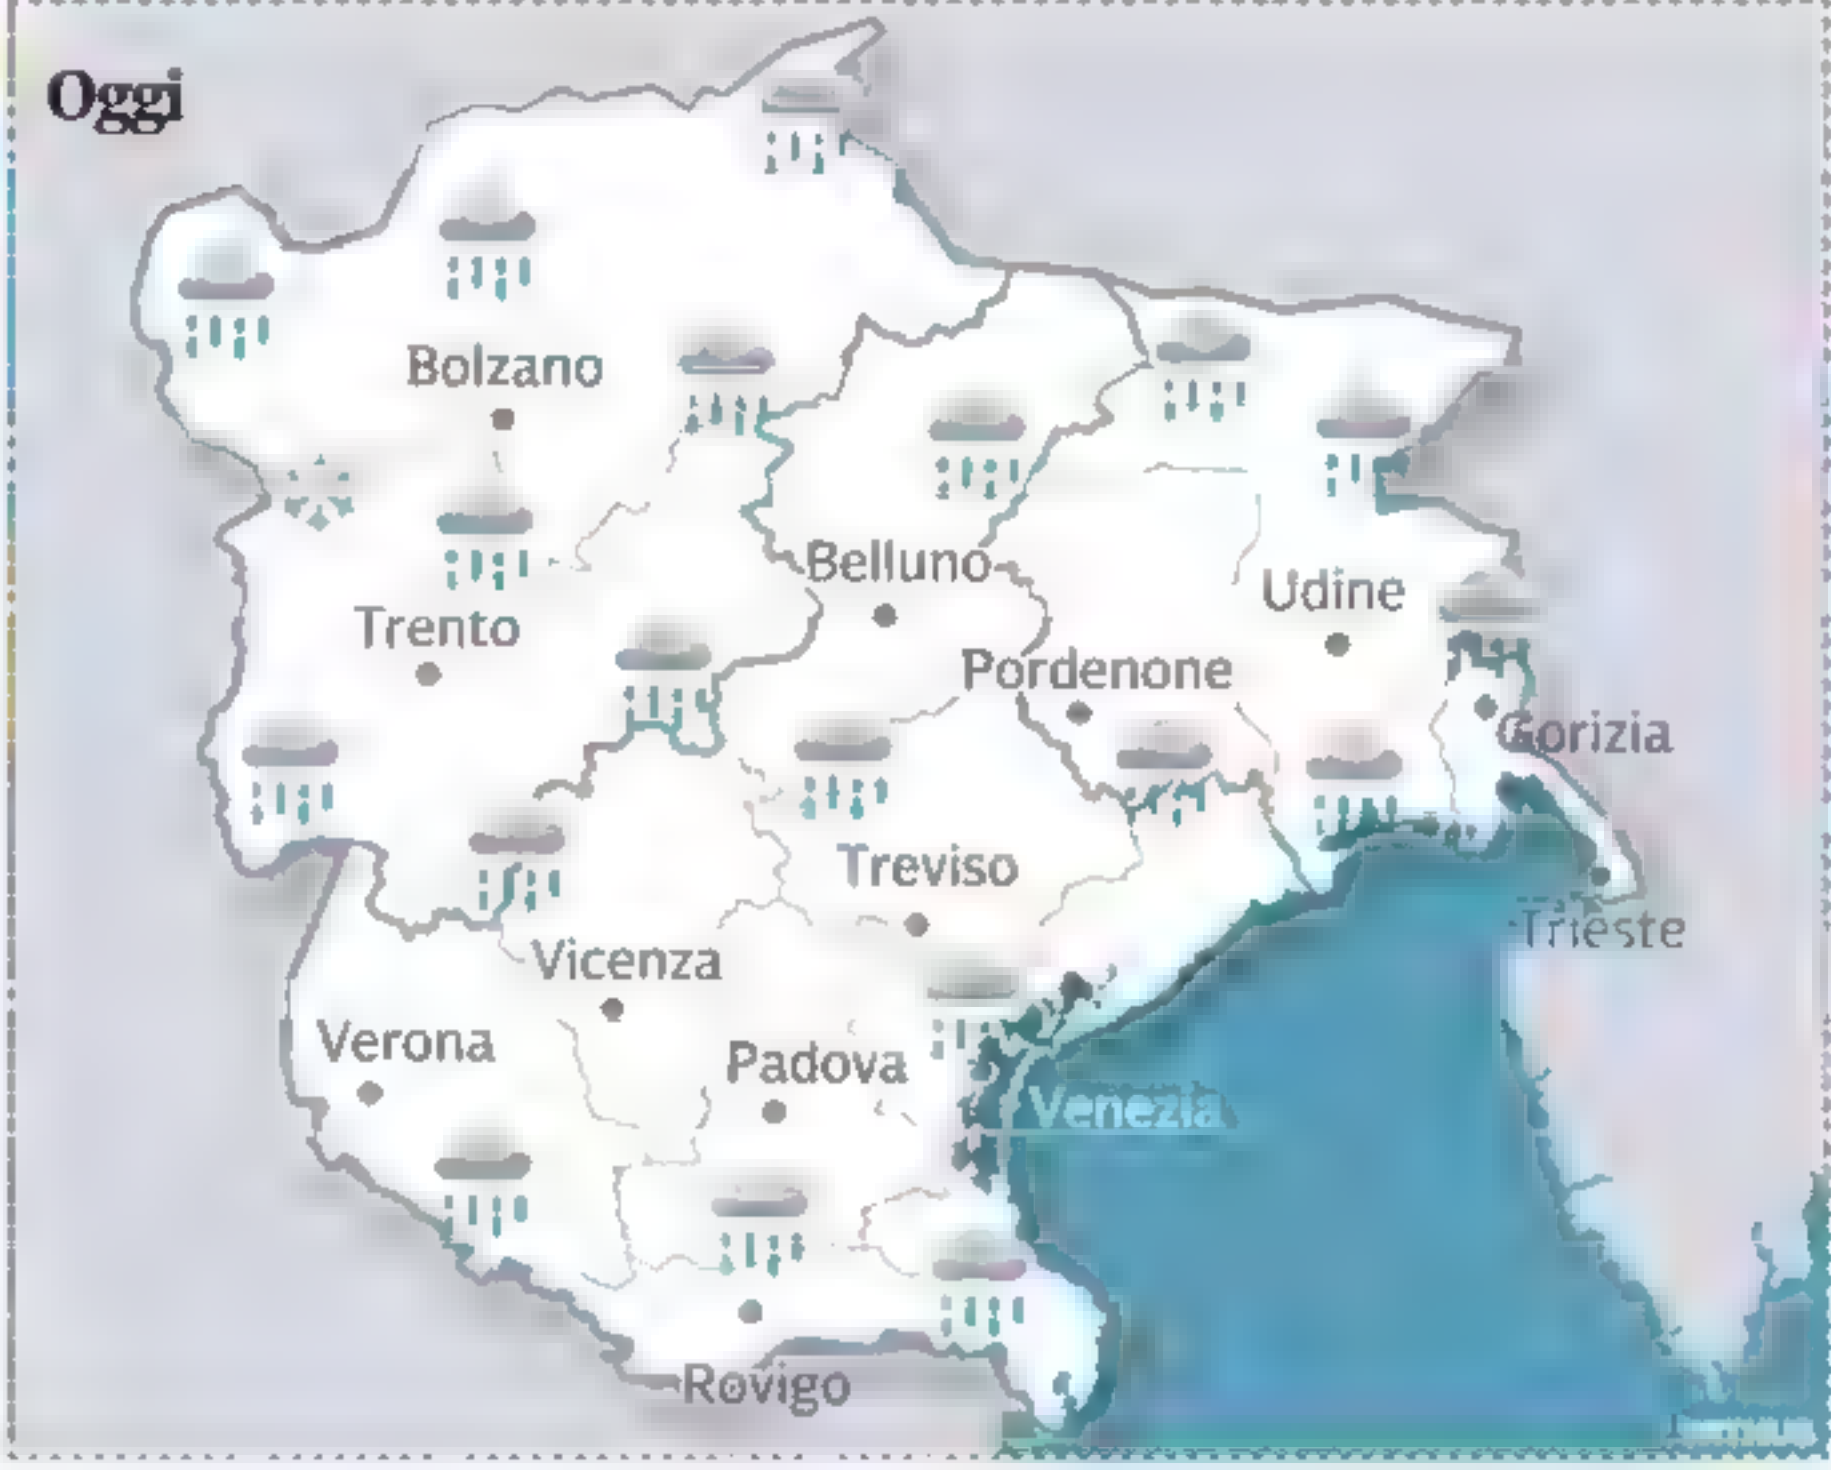 Oggi
Bolzano
Belluno
Udine
Trento
Pordenone
Gorizia
Treviso
Trieste
Vicenza
Verona
Padova
Venezia
Rovigo